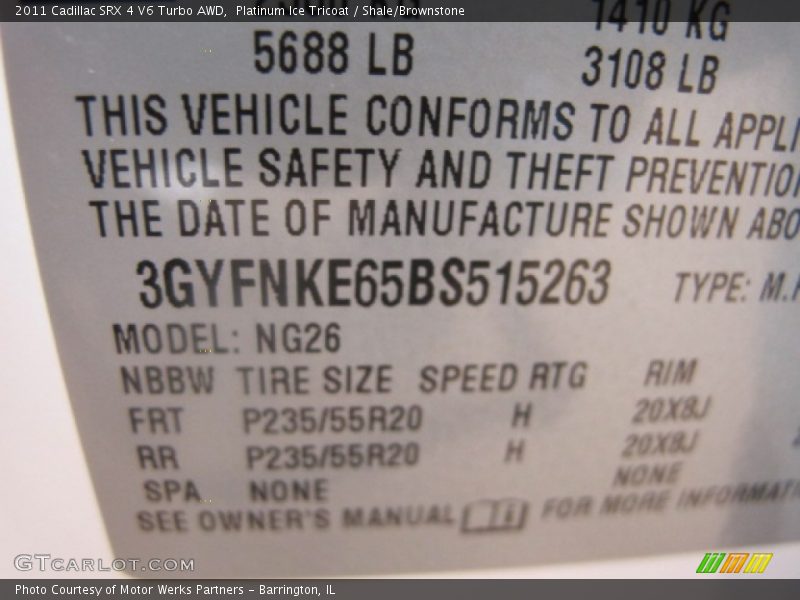 2011 Cadillac SRX 4 V6 Turbo AWD, Platinum Ice Tricoat / Shale/Brownstone
1410 KG
5688 LB 3108 LB
THIS VEHICLE CONFORMS TO ALL APPLI
VEHICLE SAFETY AND THEFT PREVENTIO
THE DATE OF MANUFACTURE SHOWN ABO
3GYFNKE65BS515263 TYPE: M.P
MODEL: NG26
NBBW TIRE SIZE SPEED RTG RIM
FRT P235/55R20 H 20X8J
RR P235/55R20 H 20X8J
SPA NONE NONE
SEE OWNER'S MANUAL FOR MORE INFORMATI
GTcarlot.com
Photo Courtesy of Motor Werks Partners - Barrington, IL